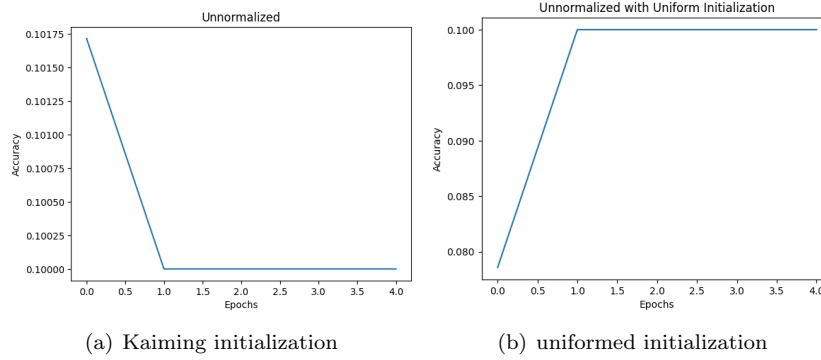 Unnormalized
0.10175
0.10150
0.10125
0.10100
0.10075
0.10050
0.10025
0.10000
Accuracy
0.0 0.5 1.0 1.5 2.0 2.5 3.0 3.5 4.0
Epochs
(a) Kaiming initialization
Unnormalized with Uniform Initialization
0.100
0.095
0.090
0.085
0.080
Accuracy
0.0 0.5 1.0 1.5 2.0 2.5 3.0 3.5 4.0
Epochs
(b) uniformed initialization